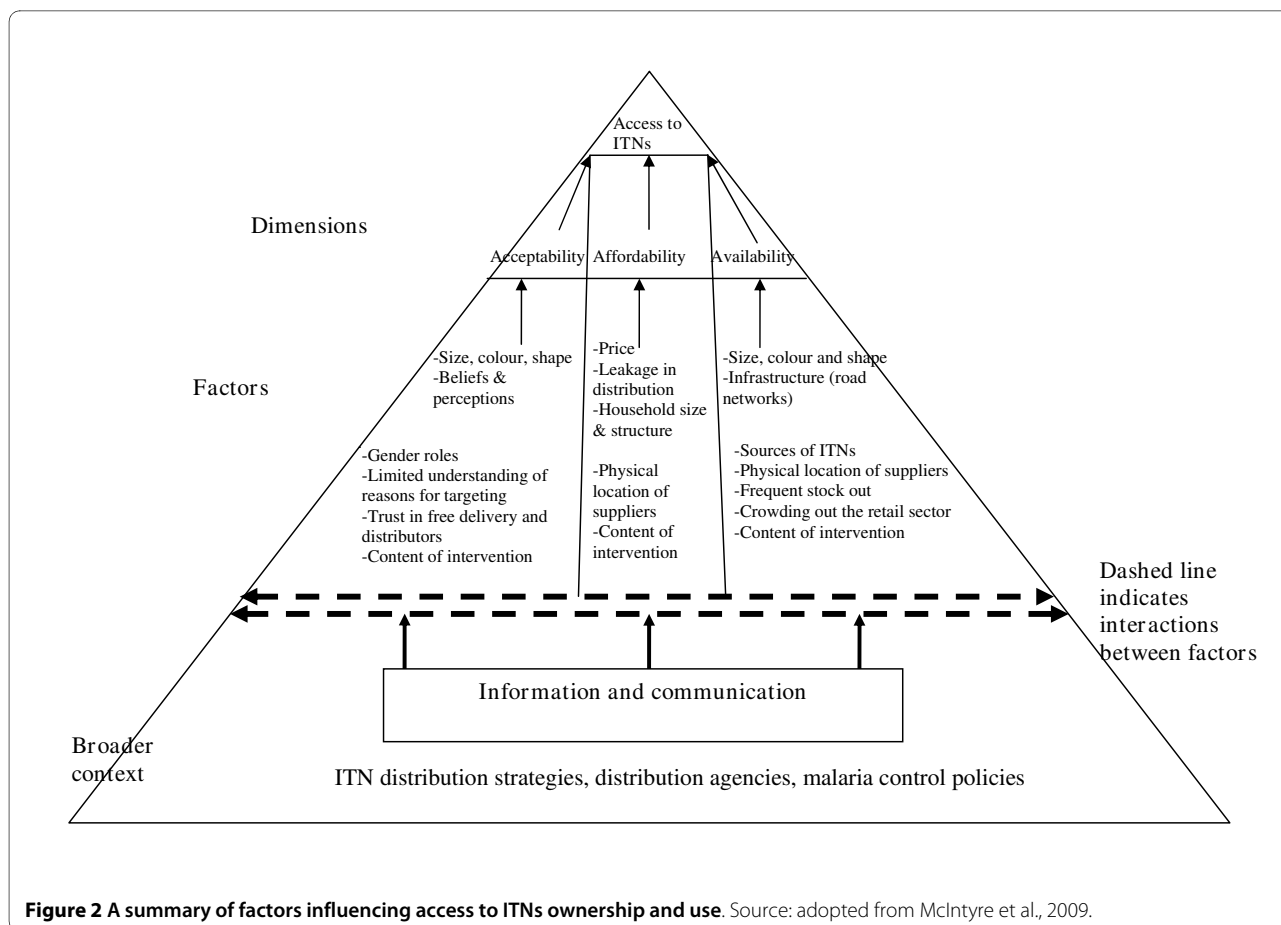 Access to
ITNs
Dimensions
Acceptability
Affordability
Availability
Factors
-Size, colour, shape
-Beliefs &
perceptions
-Gender roles
-Limited understanding of
reasons for targeting
-Trust in free delivery and
distributors
-Content of intervention
-Price
-Leakage in
distribution
-Household size
& structure
-Physical
location of
suppliers
-Content of
intervention
-Size, colour and shape
-Infrastructure (road
networks)
-Sources of ITNs
-Physical location of suppliers
-Frequent stock out
-Crowding out the retail sector
-Content of intervention
Dashed line
indicates
interactions
between factors
Information and communication
Broader
context
ITN distribution strategies, distribution agencies, malaria control policies
Figure 2 A summary of factors influencing access to ITNs ownership and use. Source: adopted from McIntyre et al., 2009.